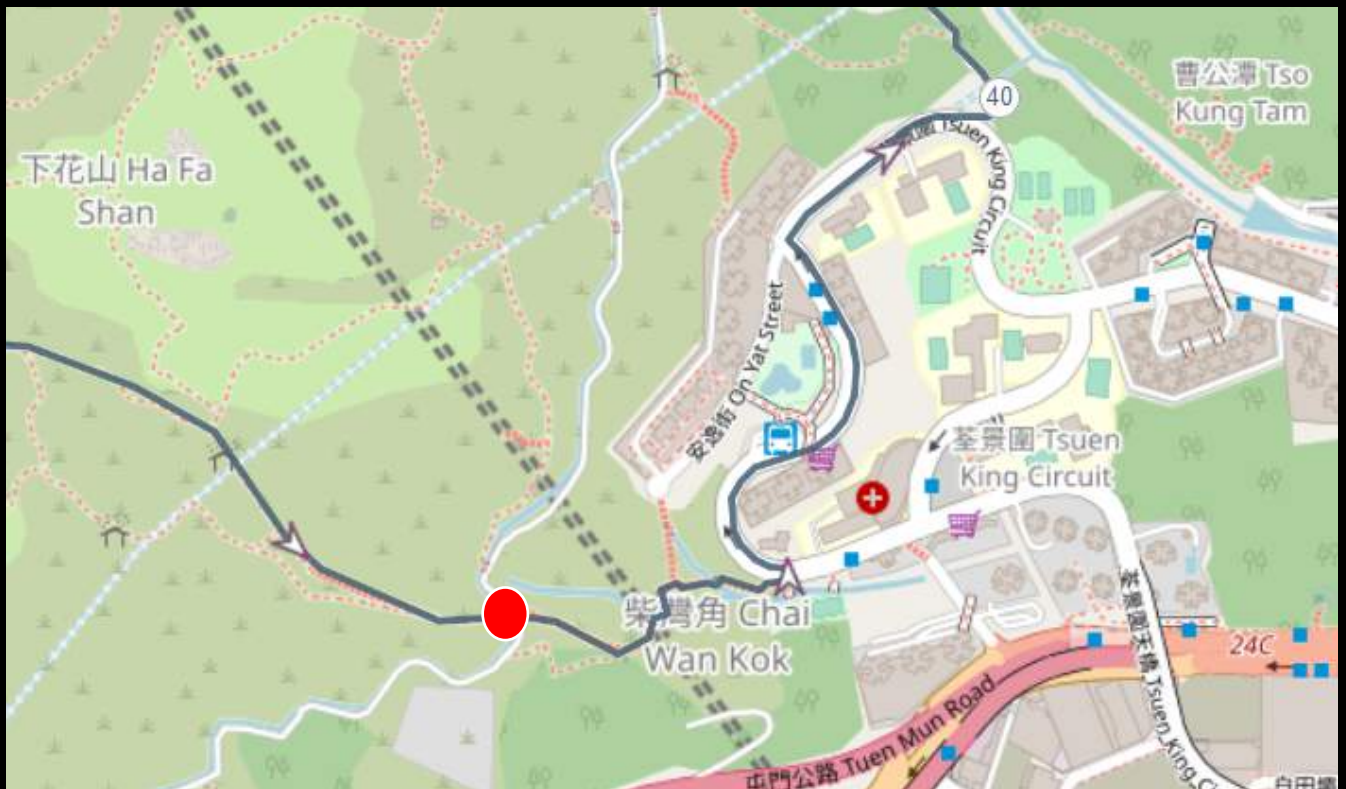 曹公潭 Tso
Kung Tam
40
Tsuen King Circuit
下花山 Ha Fa
Shan
安逸街 On Yat Street
荃景圍 Tsuen
King Circuit
柴灣角 Chai
Wan Kok
荃景圍天橋 Tsuen King Ci
24C
屯門公路 Tuen Mun Road